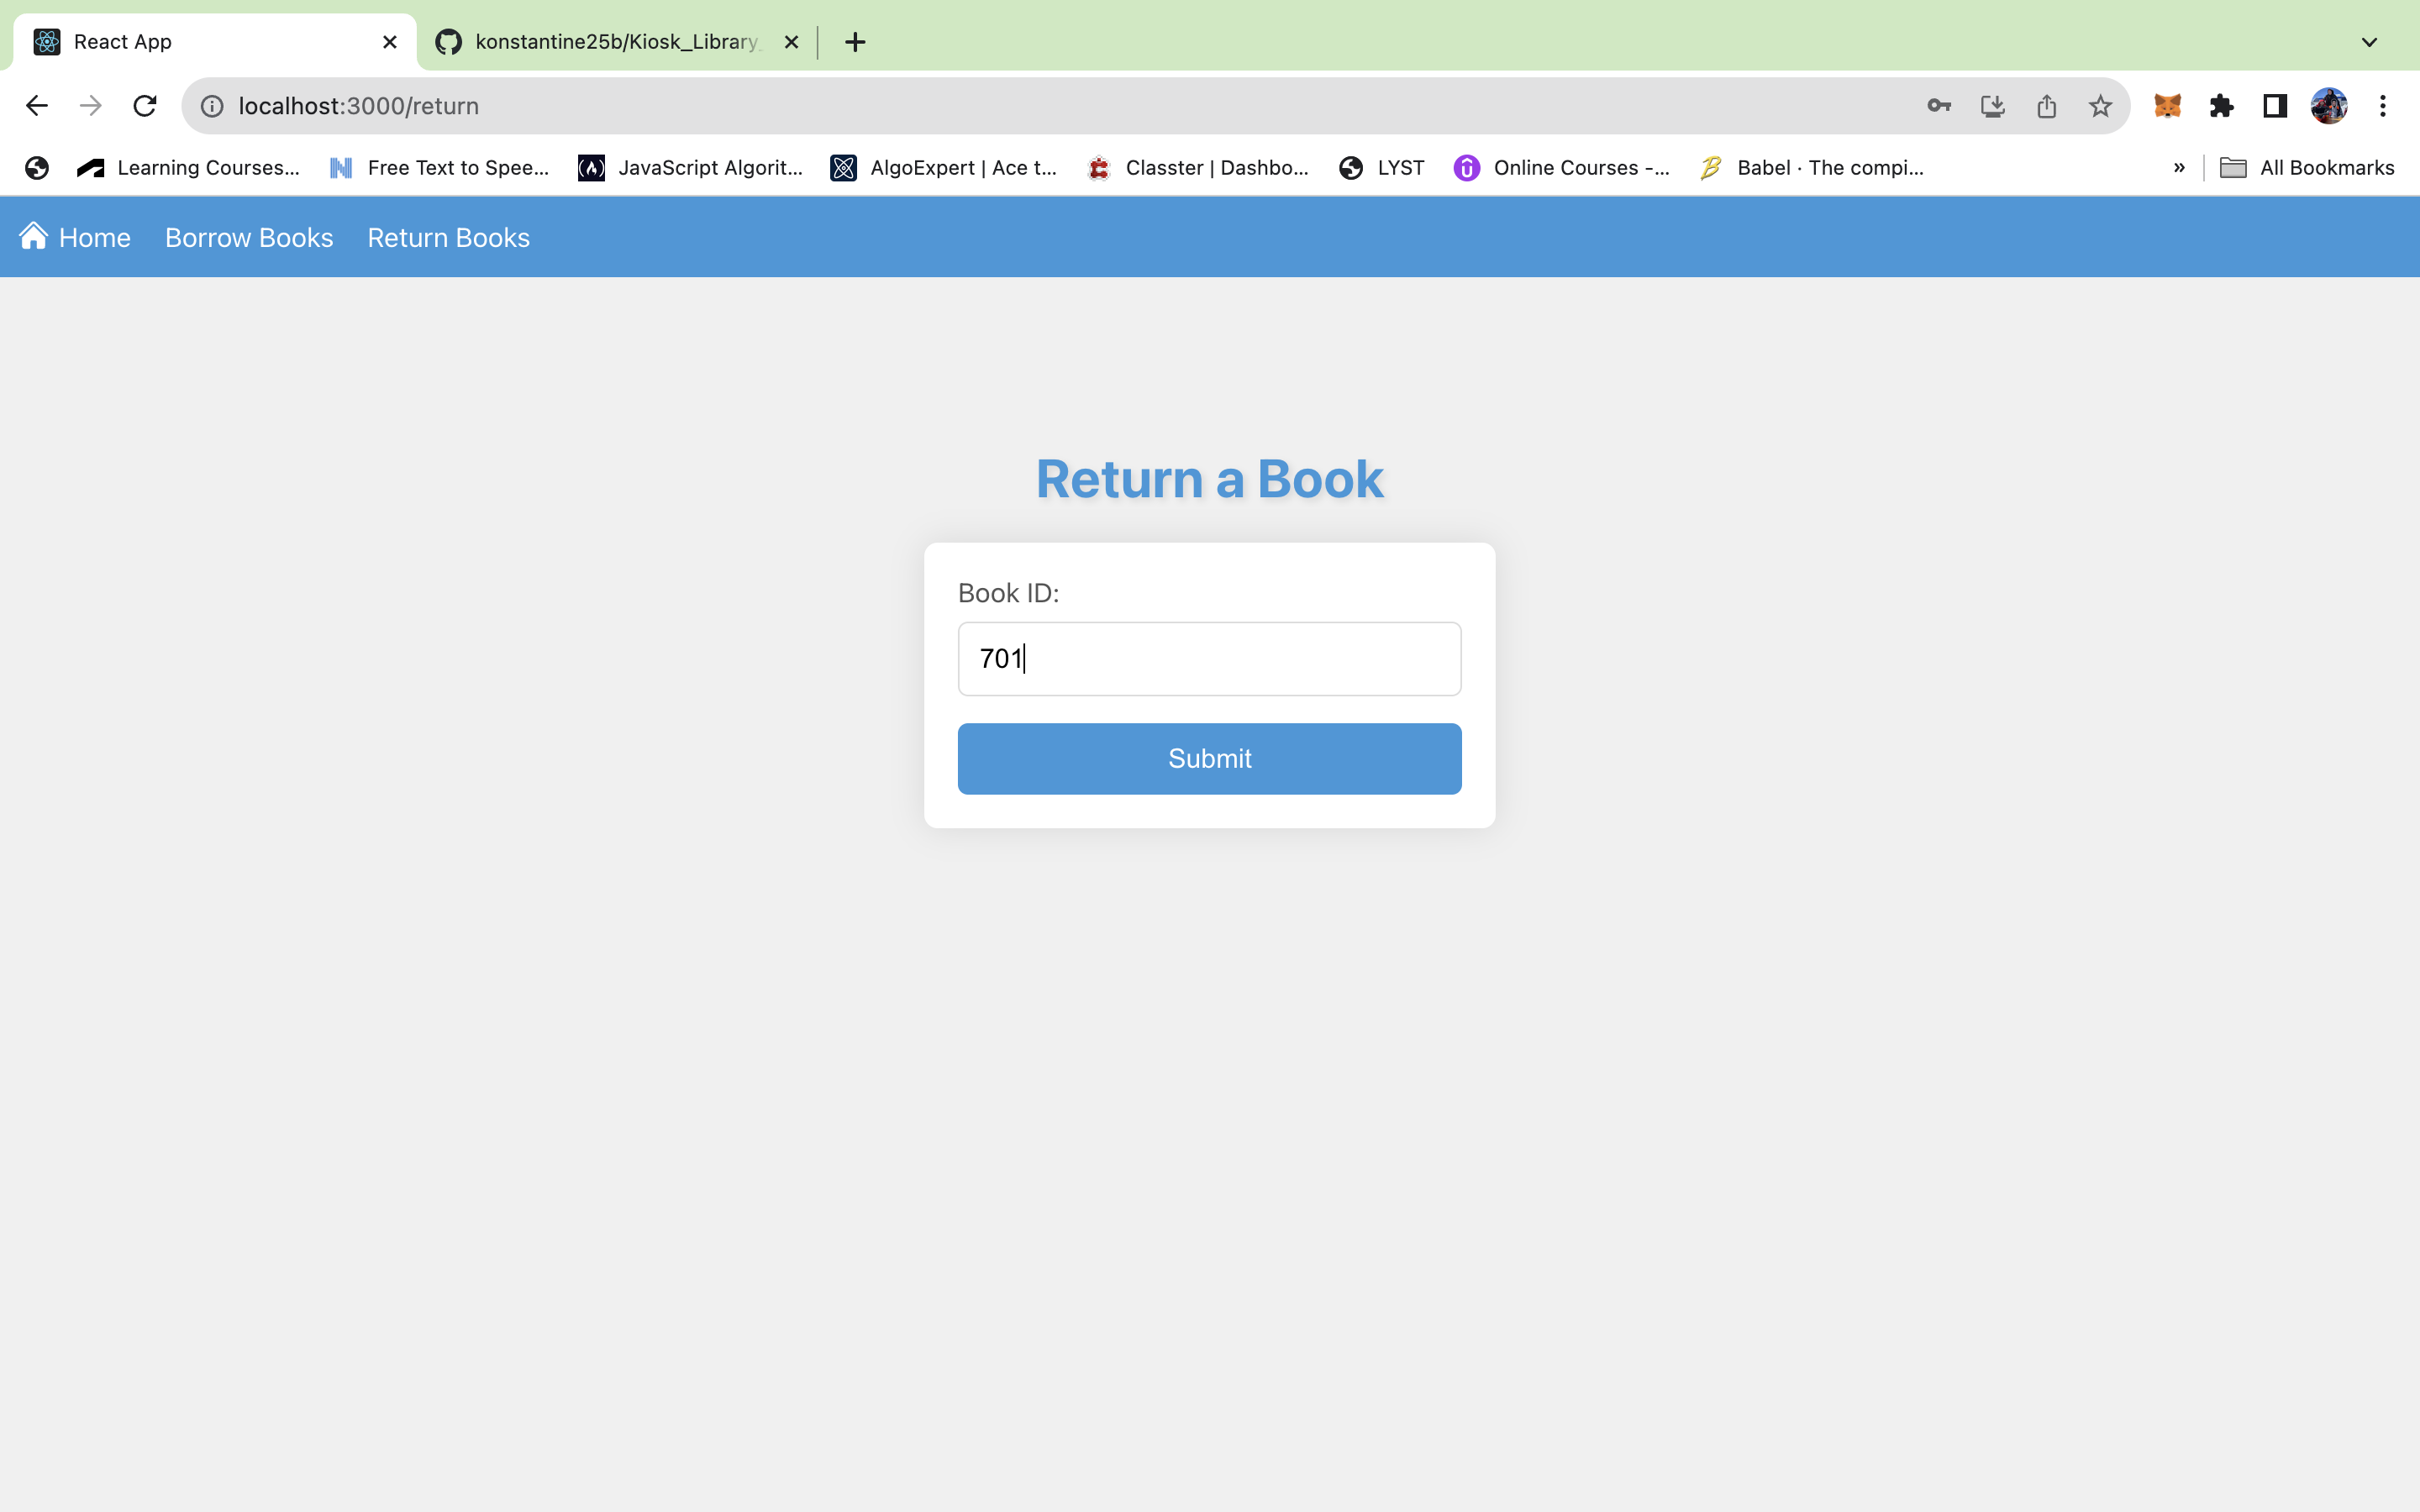 React App
konstantine25b/Kiosk_Library_
localhost:3000/return
Learning Courses...
Free Text to Spee...
JavaScript Algorit...
AlgoExpert | Ace t...
Classter | Dashbo...
LYST
Online Courses -...
Babel · The compi...
»
All Bookmarks
Home
Borrow Books
Return Books
Return a Book
Book ID:
701
Submit